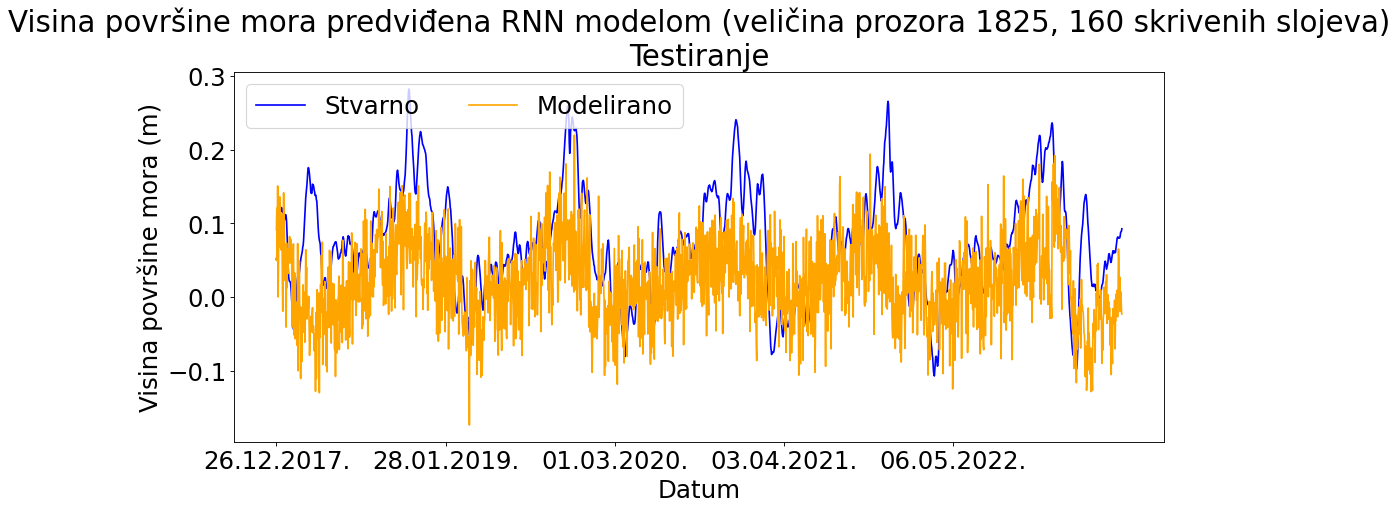 Visina površine mora predviđena RNN modelom (veličina prozora 1825, 160 skrivenih slojeva)
Testiranje
Stvarno
Modelirano
Visina površine mora (m)
0.3
0.2
0.1
0.0
−0.1
26.12.2017.
28.01.2019.
01.03.2020.
03.04.2021.
06.05.2022.
Datum